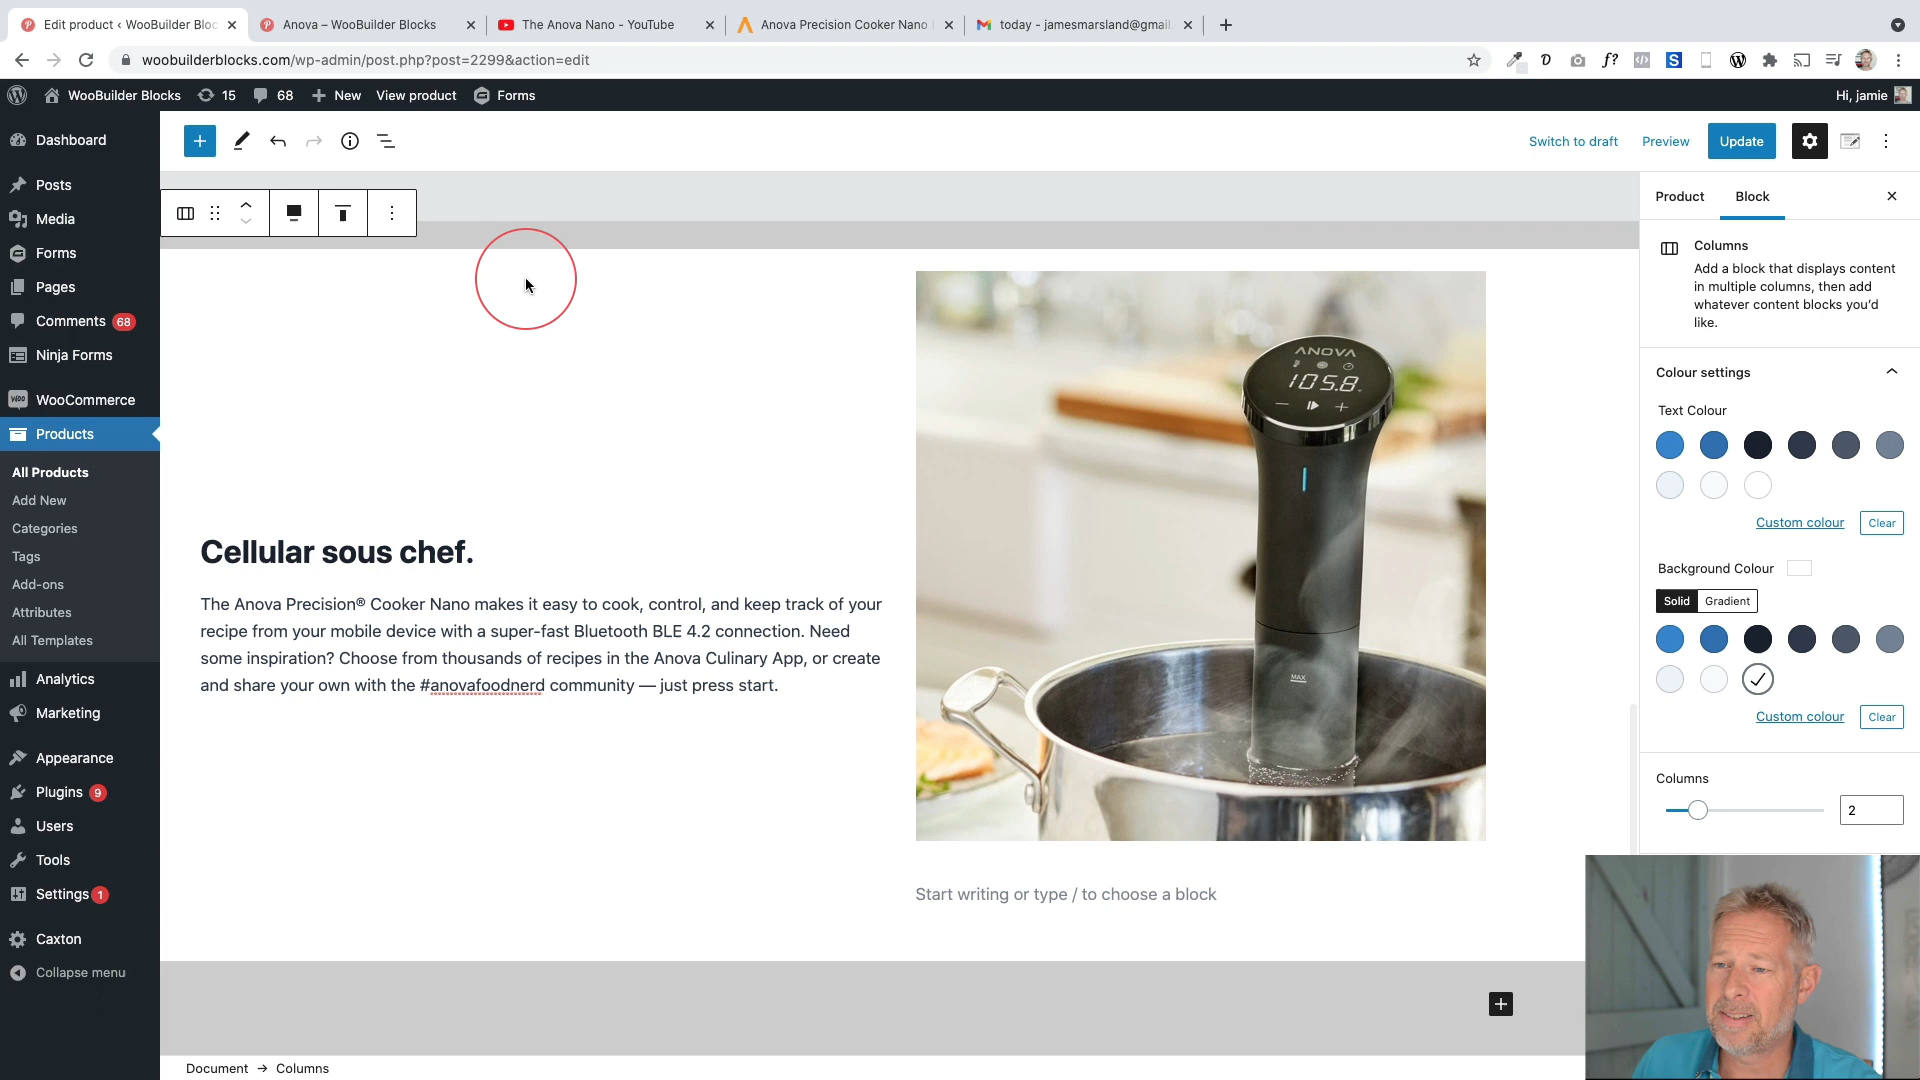 Edit product ‹ WooBuilder Bloc
Anova – WooBuilder Blocks
The Anova Nano - YouTube
Anova Precision Cooker Nano
today - jamesmarsland@gmail.
woobuilderblocks.com/wp-admin/post.php?post=2299&action=edit
WooBuilder Blocks
15
68
New
View product
Forms
Hi, jamie
Dashboard
Posts
Media
Forms
Pages
Comments 68
Ninja Forms
WooCommerce
Products
All Products
Add New
Categories
Tags
Add-ons
Attributes
All Templates
Analytics
Marketing
Appearance
Plugins 9
Users
Tools
Settings 1
Caxton
Collapse menu
Switch to draft
Preview
Update
Cellular sous chef.
The Anova Precision® Cooker Nano makes it easy to cook, control, and keep track of your
recipe from your mobile device with a super-fast Bluetooth BLE 4.2 connection. Need
some inspiration? Choose from thousands of recipes in the Anova Culinary App, or create
and share your own with the #anovafoodnerd community — just press start.
ANOVA
105.8
MAX
Start writing or type / to choose a block
Document → Columns
Product
Block
Columns
Add a block that displays content
in multiple columns, then add
whatever content blocks you’d
like.
Colour settings
Text Colour
Custom colour
Clear
Background Colour
Solid
Gradient
Custom colour
Clear
Columns
2